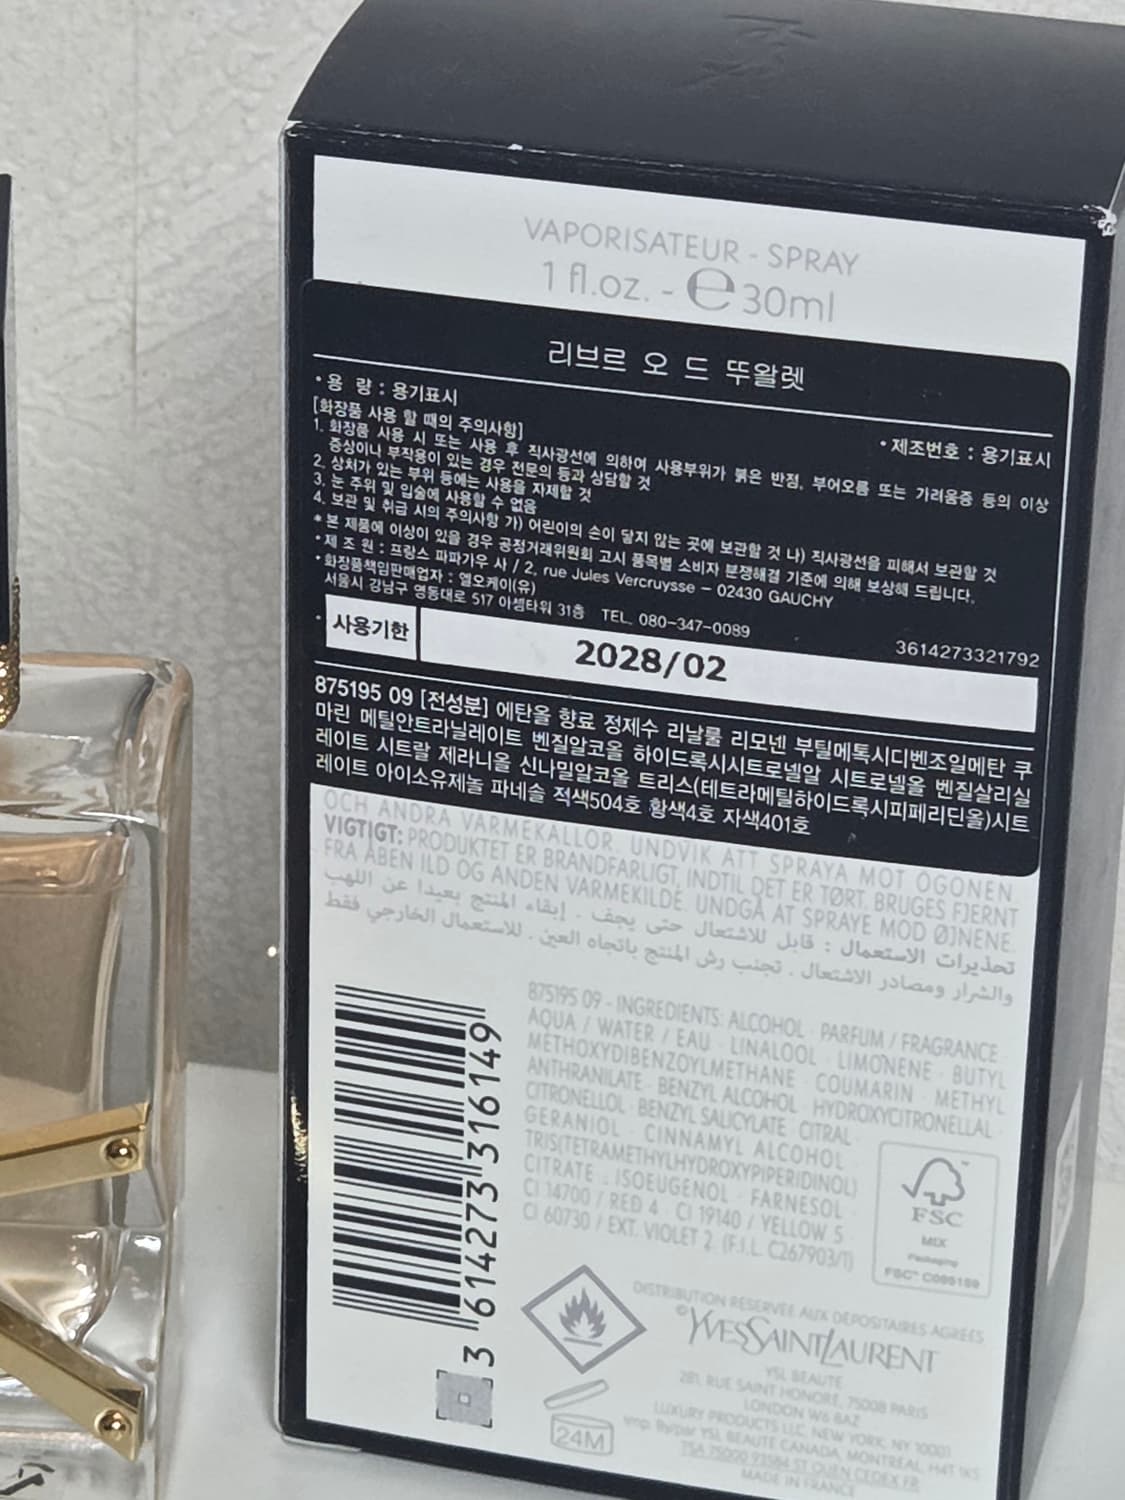 VAPORISATEUR - SPRAY
1 fl.oz. - e 30ml
리브르 오 드 뚜왈렛
• 용 량 : 용기표시
• 제조번호 : 용기표시
[화장품 사용 할 때의 주의사항]
1. 화장품 사용 시 또는 사용 후 직사광선에 의하여 사용부위가 붉은 반점, 부어오름 또는 가려움증 등의 이상
증상이나 부작용이 있는 경우 전문의 등과 상담할 것
2. 상처가 있는 부위 등에는 사용을 자제할 것
3. 눈 주위 및 입술에 사용할 수 없음
4. 보관 및 취급 시의 주의사항 가) 어린이의 손이 닿지 않는 곳에 보관할 것 나) 직사광선을 피해서 보관할 것
* 본 제품에 이상이 있을 경우 공정거래위원회 고시 품목별 소비자 분쟁해결 기준에 의해 보상해 드립니다.
• 제 조 원 : 프랑스 파파가우 사 / 2, rue Jules Vercruysse – 02430 GAUCHY
• 화장품책임판매업자 : 엘오케이(유)
서울시 강남구 영동대로 517 아셈타워 31층 TEL. 080-347-0089
3614273321792
• 사용기한 2028/02
875195 09 [전성분] 에탄올 향료 정제수 리날룰 리모넨 부틸메톡시디벤조일메탄 쿠
마린 메틸안트라닐레이트 벤질알코올 하이드록시시트로넬알 시트로넬올 벤질살리실
레이트 시트랄 제라니올 신나밀알코올 트리스(테트라메틸하이드록시피페리딘올)시트
레이트 아이소유제놀 파네솔 적색504호 황색4호 자색401호
OCH ANDRA VÄRMEKÄLLOR. UNDVIK ATT SPRAYA MOT ÖGONEN.
VIGTIGT: PRODUKTET ER BRANDFARLIGT, INDTIL DET ER TØRT. BRUGES FJERNT
FRA ÅBEN ILD OG ANDEN VARMEKILDE. UNDGÅ AT SPRAYE MOD ØJNENE.
تحذيرات الاستعمال : قابل للاشتعال حتى يجف . إبقاء المنتج بعيدا عن اللهب
والشرار ومصادر الاشتعال . تجنب رش المنتج باتجاه العين . للاستعمال الخارجي فقط
875195 09 - INGREDIENTS: ALCOHOL · PARFUM / FRAGRANCE
AQUA / WATER / EAU · LINALOOL · LIMONENE · BUTYL
METHOXYDIBENZOYLMETHANE · COUMARIN · METHYL
ANTHRANILATE · BENZYL ALCOHOL · HYDROXYCITRONELLAL ·
CITRONELLOL · BENZYL SALICYLATE · CITRAL ·
GERANIOL · CINNAMYL ALCOHOL ·
TRIS(TETRAMETHYLHYDROXYPIPERIDINOL)
CITRATE · ISOEUGENOL · FARNESOL ·
CI 14700 / RED 4 · CI 19140 / YELLOW 5 ·
CI 60730 / EXT. VIOLET 2 (F.I.L. C267903/1)
3 614273 316149
FSC
MIX
Packaging
FSC® C095159
DISTRIBUTION RÉSERVÉE AUX DÉPOSITAIRES AGRÉÉS
© YVESSAINTLAURENT
YSL BEAUTÉ
281, RUE SAINT HONORÉ, 75008 PARIS
LONDON W6 8AZ
LUXURY PRODUCTS LLC, NEW YORK, NY 10001
Imp. By/par YSL BEAUTÉ CANADA, MONTRÉAL, H4T 1K5
TSA 75000 93584 ST OUEN CEDEX FR
MADE IN FRANCE
24M